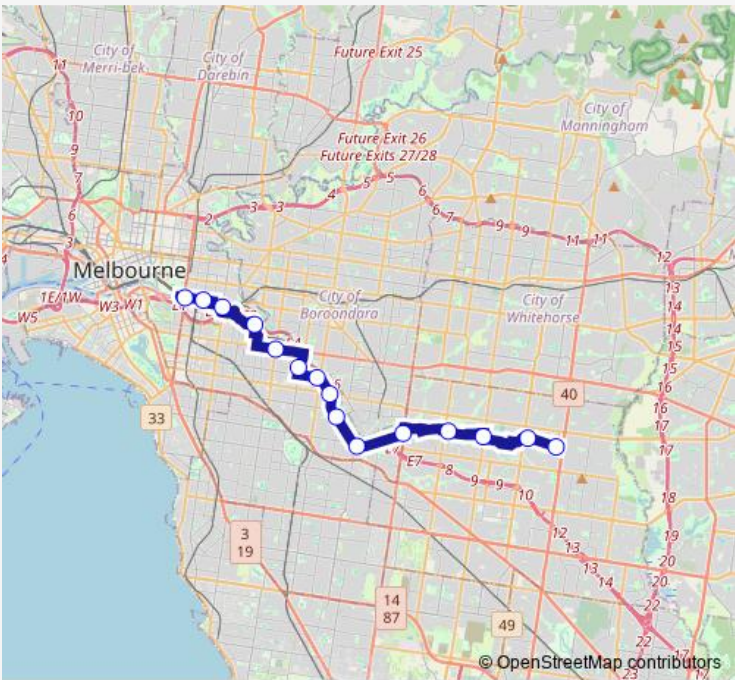 Future Exit 25
City of
Merri-bek
City of
Darebin
11
10
9
7
6
3
4
City of
Manningham
Future Exit 26
Future Exits 27/28
5
5
6
4
3
3
2
6
7
9
9
11
11
12
Melbourne
1E/1W
W3
W1
W5
City of
Boroondara
City of
Whitehorse
13
14
14
15
15
16
16
17
17
40
33
E7
8
9
9
10
18
19
20
20
22
22
12
13
13
14
3
19
14
87
49
22
23
17
© OpenStreetMap contributors